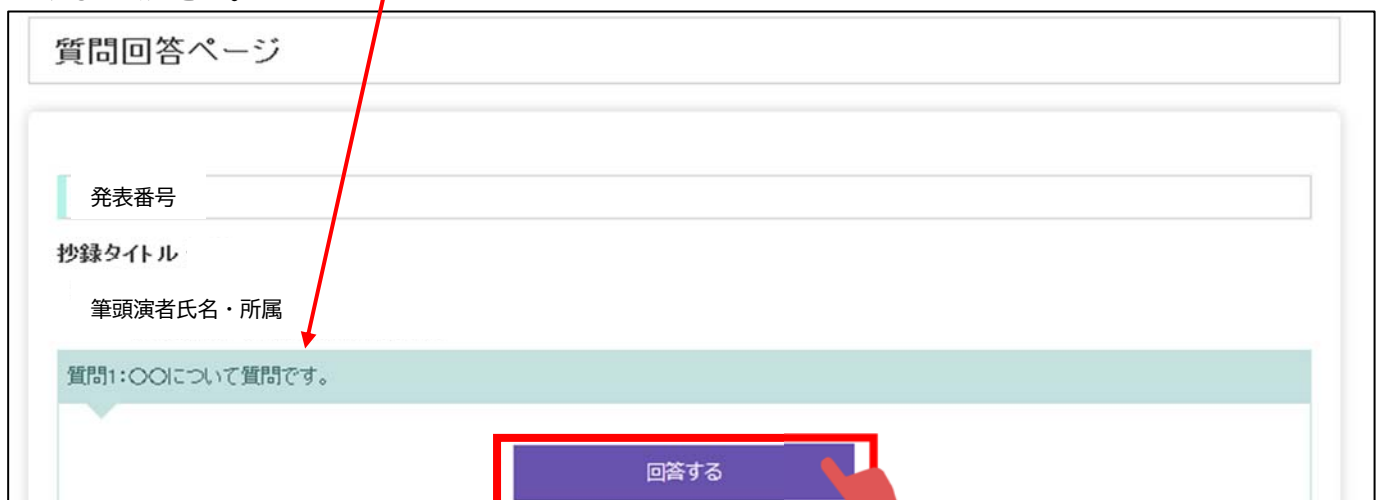 質問回答ページ
発表番号
抄録タイトル
筆頭演者氏名・所属
質問1:〇〇について質問です。
回答する